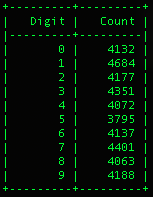 +--------+---------+
| Digit | Count |
+--------+---------+
| 0 | 4132 |
| 1 | 4684 |
| 2 | 4177 |
| 3 | 4351 |
| 4 | 4072 |
| 5 | 3795 |
| 6 | 4137 |
| 7 | 4401 |
| 8 | 4063 |
| 9 | 4188 |
+--------+---------+